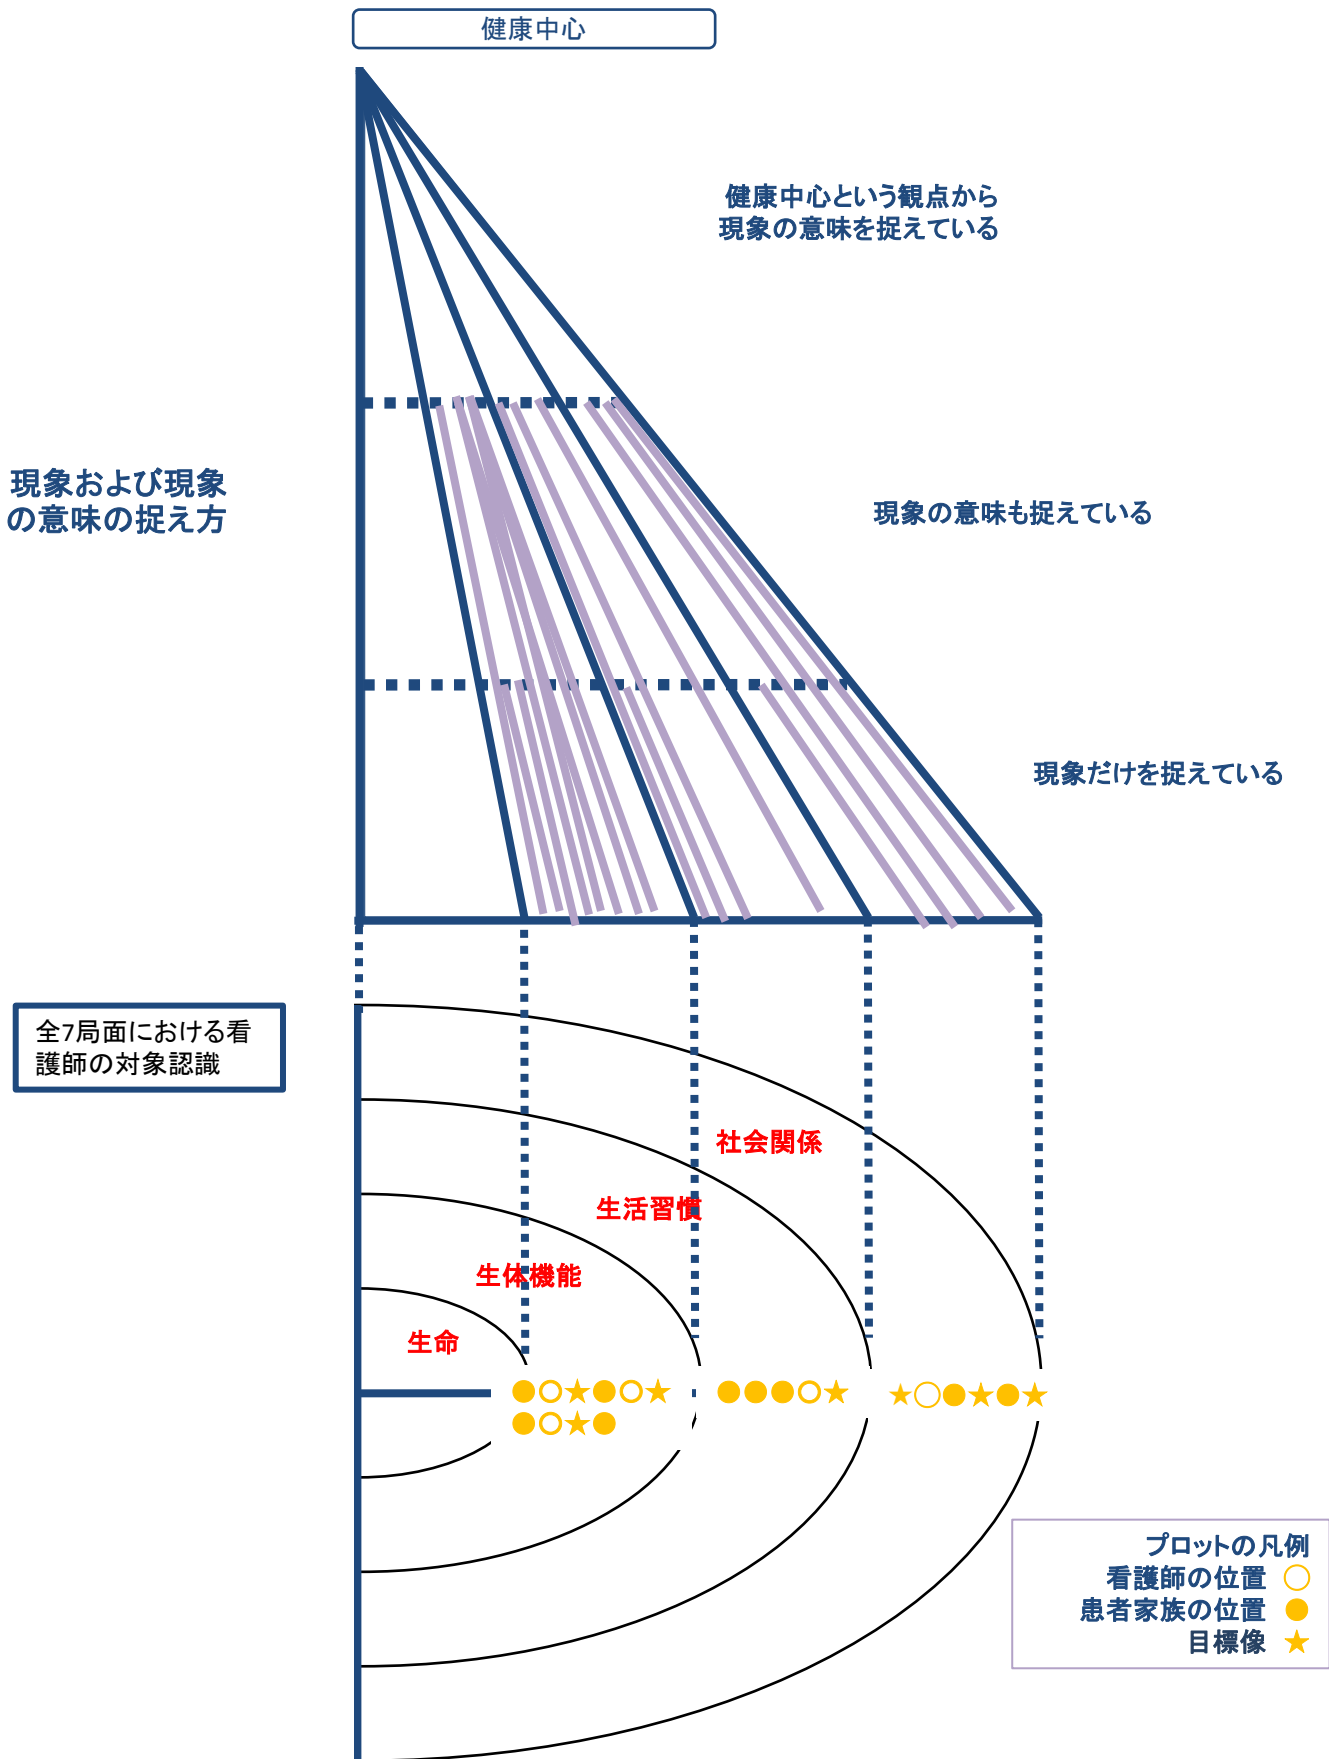 健康中心
健康中心という観点から
現象の意味を捉えている
現象および現象
の意味の捉え方
現象の意味も捉えている
現象だけを捉えている
全7局面における看
護師の対象認識
社会関係
生活習慣
生体機能
生命
●○★●○★
●○★●
●●●○★
★○●★●★
プロットの凡例
看護師の位置 ○
患者家族の位置 ●
目標像 ★